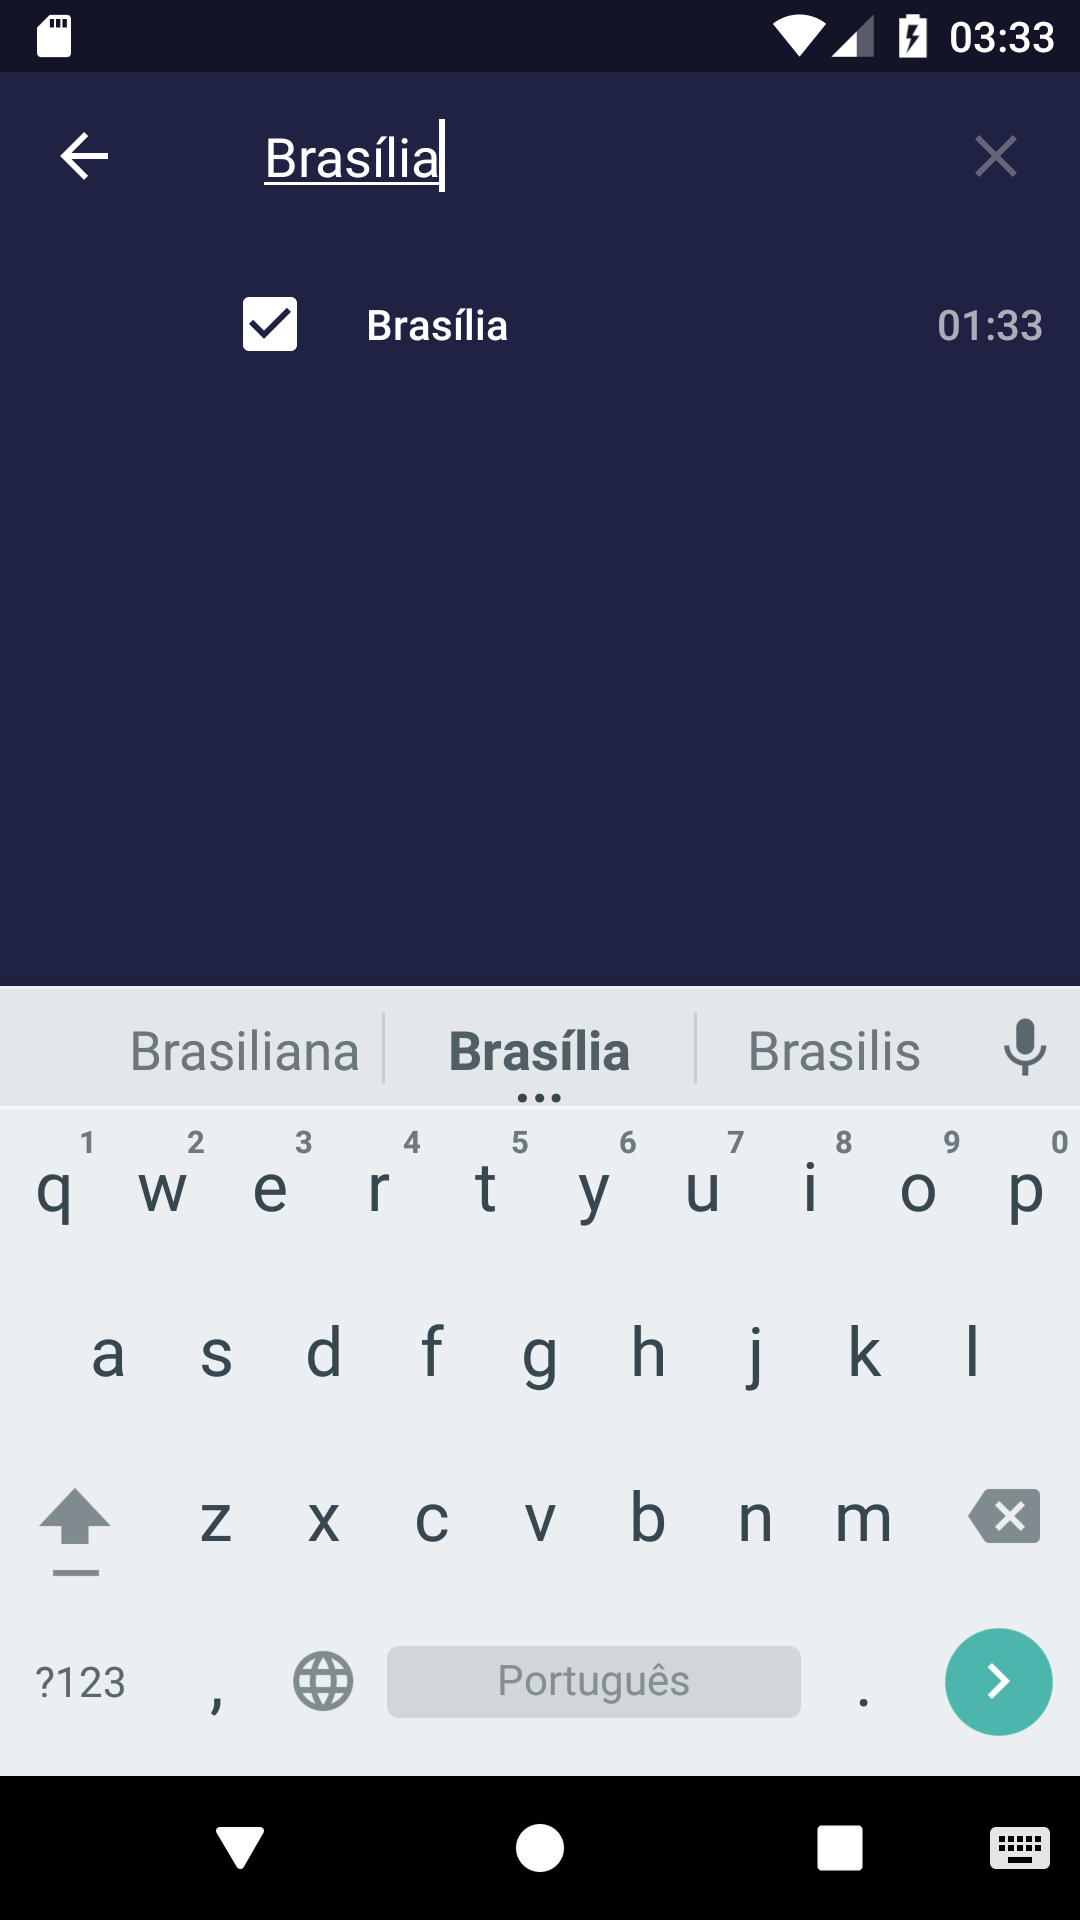 03:33
Brasília
Brasília 01:33
Brasiliana Brasília Brasilis
1 2 3 4 5 6 7 8 9 0
q w e r t y u i o p
a s d f g h j k l
z x c v b n m
?123 , Português .